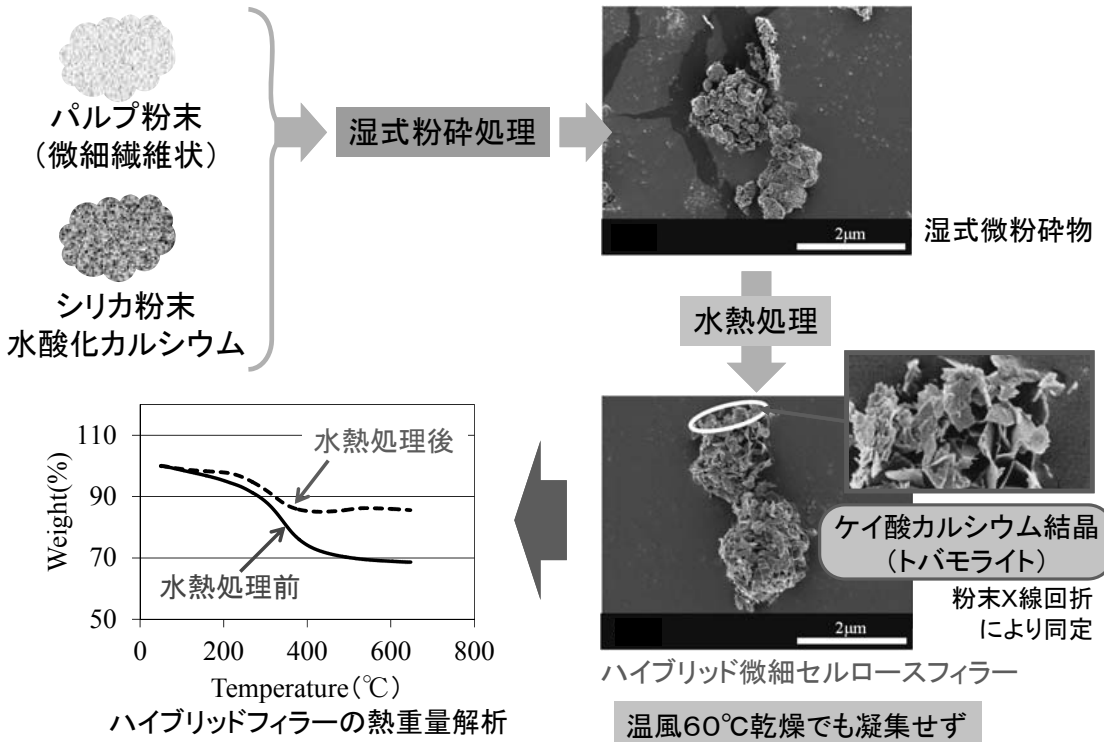 パルプ粉末
（微細繊維状）
シリカ粉末
水酸化カルシウム
湿式粉砕処理
2μm
湿式微粉砕物
水熱処理
2μm
ケイ酸カルシウム結晶
（トバモライト）
粉末X線回折
により同定
ハイブリッド微細セルロースフィラー
温風60℃乾燥でも凝集せず
Weight(%)
110
90
70
50
水熱処理後
水熱処理前
0 200 400 600 800
Temperature（℃）
ハイブリッドフィラーの熱重量解析